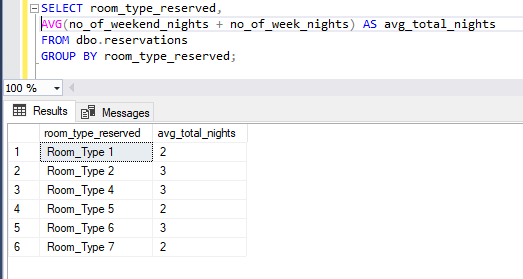 SELECT room_type_reserved,
AVG(no_of_weekend_nights + no_of_week_nights) AS avg_total_nights
FROM dbo.reservations
GROUP BY room_type_reserved;
100 %
Results Messages
room_type_reserved avg_total_nights
1 Room_Type 1 2
2 Room_Type 2 3
3 Room_Type 4 3
4 Room_Type 5 2
5 Room_Type 6 3
6 Room_Type 7 2